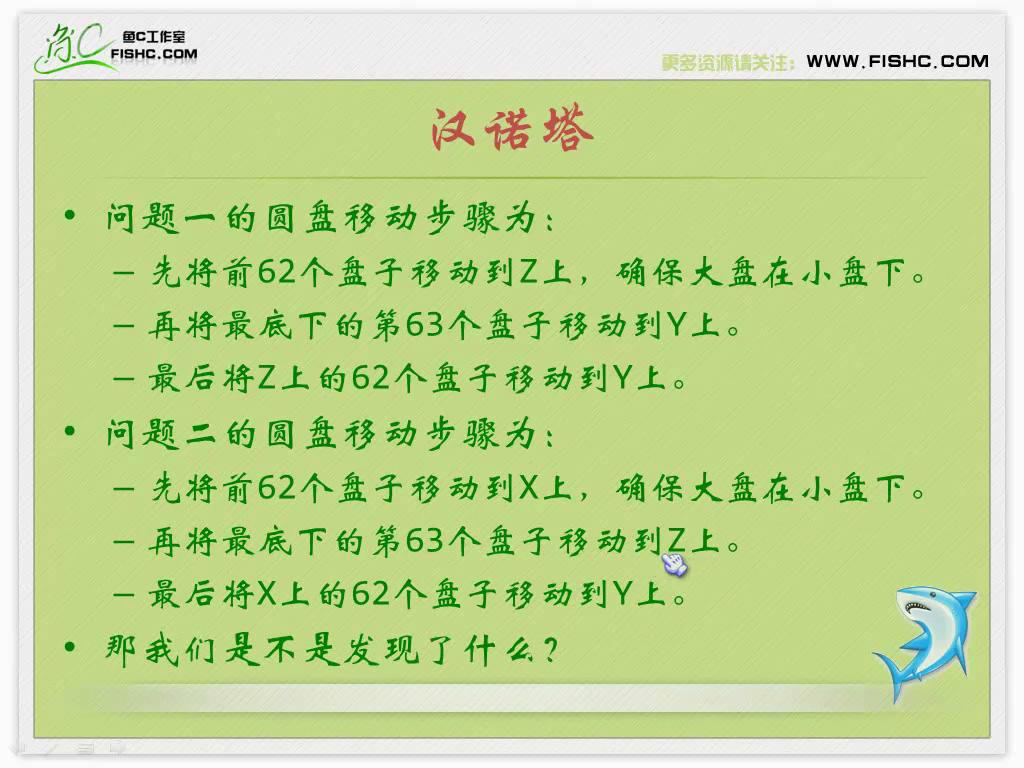 鱼C工作室
FISHC.COM
更多资源请关注：WWW.FISHC.COM
汉诺塔
• 问题一的圆盘移动步骤为：
– 先将前62个盘子移动到Z上，确保大盘在小盘下。
– 再将最底下的第63个盘子移动到Y上。
– 最后将Z上的62个盘子移动到Y上。
• 问题二的圆盘移动步骤为：
– 先将前62个盘子移动到X上，确保大盘在小盘下。
– 再将最底下的第63个盘子移动到Z上。
– 最后将X上的62个盘子移动到Y上。
• 那我们是不是发现了什么？